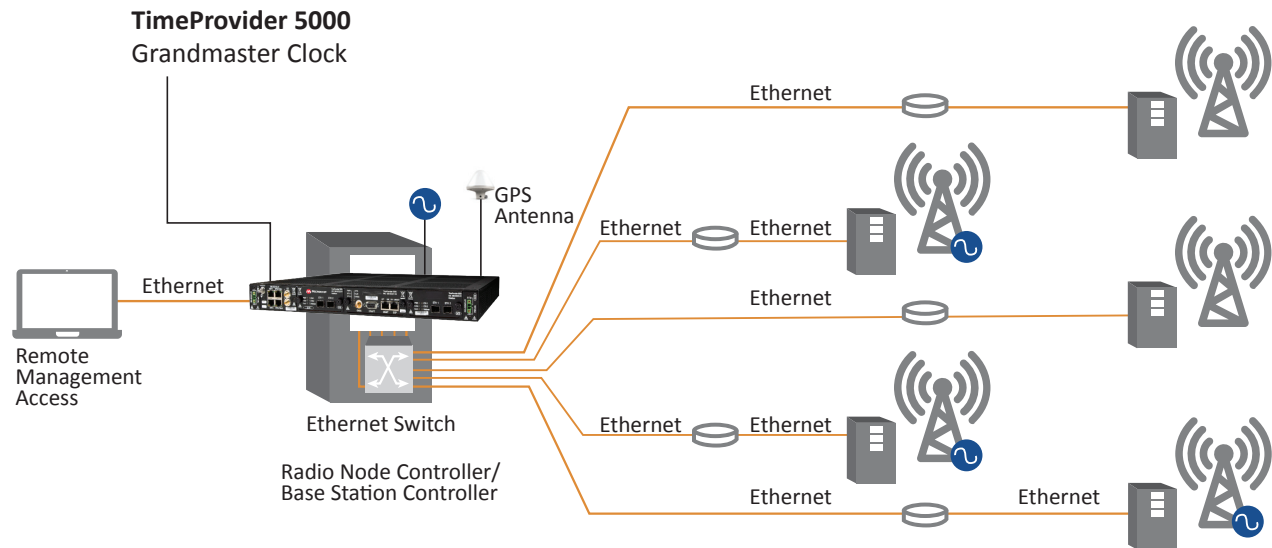 TimeProvider 5000
Grandmaster Clock
Ethernet
GPS
Antenna
Ethernet
Ethernet
Ethernet
Ethernet
Remote
Management
Access
Ethernet Switch
Ethernet
Ethernet
Radio Node Controller/
Base Station Controller
Ethernet
Ethernet